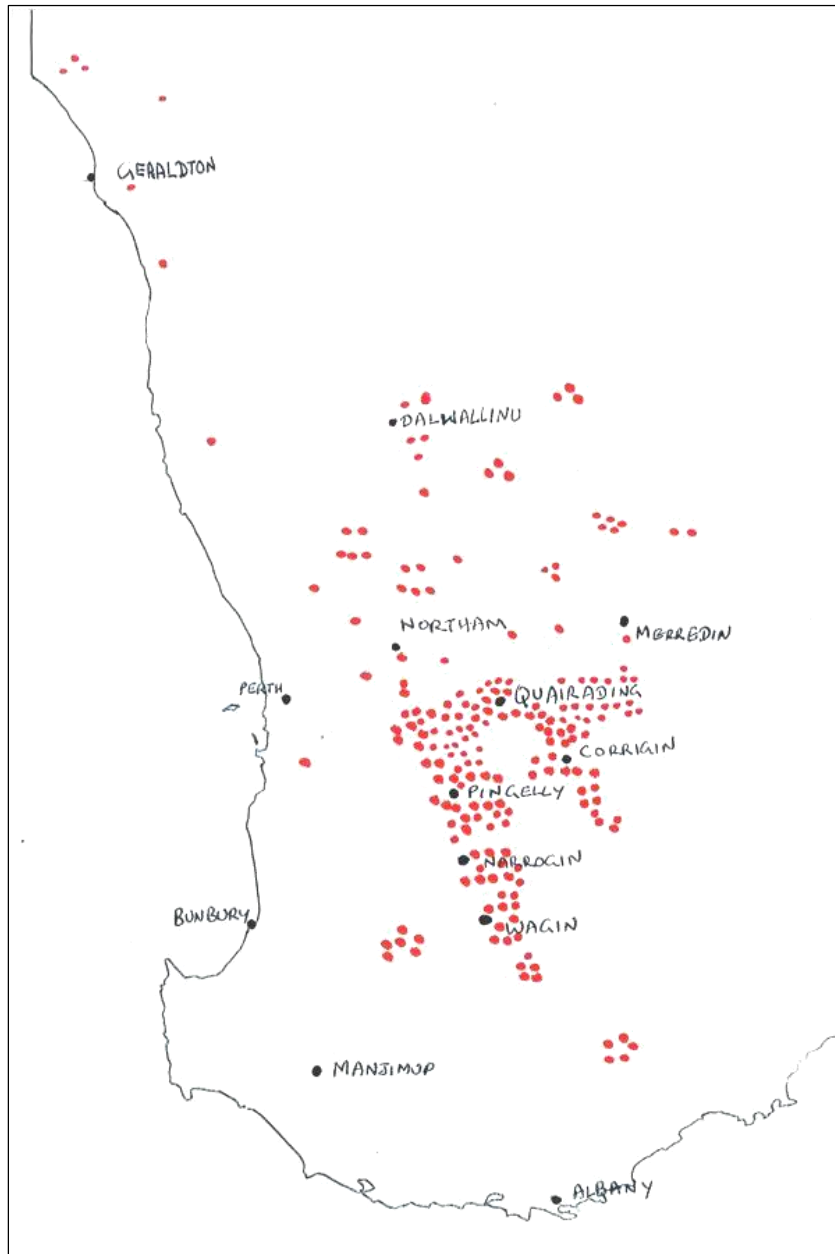 GERALDTON
DALWALLINU
NORTHAM
MERREDIN
PERTH
QUAIRADING
CORRIGIN
PINGELLY
NARROGIN
BUNBURY
WAGIN
MANJIMUP
ALBANY